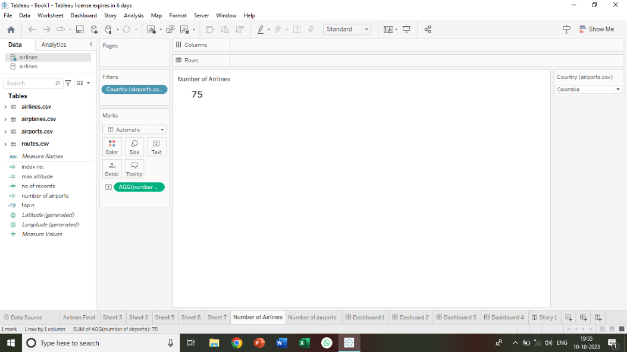 Tableau - Book1 - Tableau license expires in 6 days
File Data Worksheet Dashboard Story Analysis Map Format Server Window Help
Standard Show Me
Data Analytics
Pages
Columns
Rows
airlines
airlines
Search
Tables
airlines.csv
airplanes.csv
airports.csv
routes.csv
Measure Names
index no.
max altitude
no of records
number of airports
top n
Latitude (generated)
Longitude (generated)
Measure Values
Filters
Country (airports.cs...
Marks
Automatic
Color Size Text
Detail Tooltip
AGG(number ...
Number of Airlines
75
Country (airports.csv)
Colombia
Data Source Airlines Final Sheet 3 Sheet 2 Sheet 5 Sheet 6 Sheet 7 Number of Airlines Number of airports Dashboard 1 Dashboard 2 Dashboard 3 Dashboard 4 Story 1
1 mark 1 row by 1 column SUM of AGG(number of airports): 75
Type here to search
ENG
19:55
10-10-2023